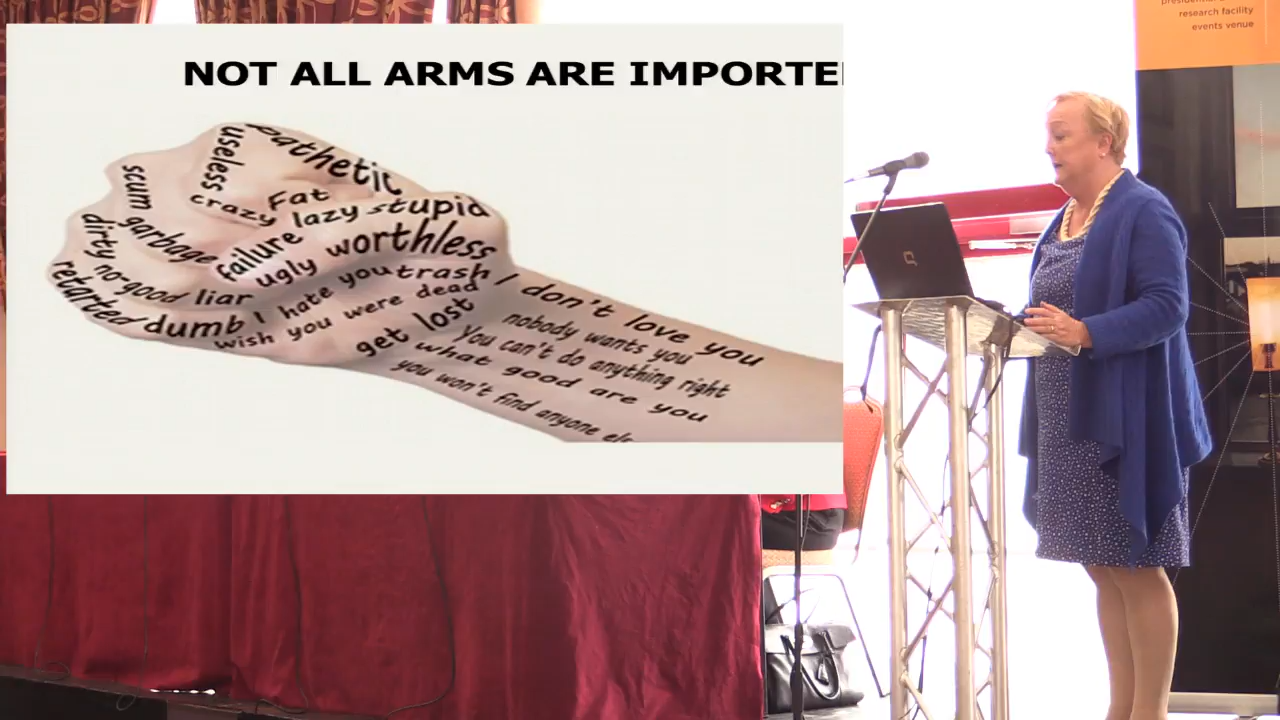 presidential
research facility
events venue
NOT ALL ARMS ARE IMPORTE
useless
pathetic
scum
Fat
crazy lazy stupid
dirty garbage
failure worthless
ugly
retarted no-good liar
I hate you trash
dumb
wish you were dead
get lost
I don't love you
nobody wants you
You can't do anything right
what good are you
you won't find anyone els